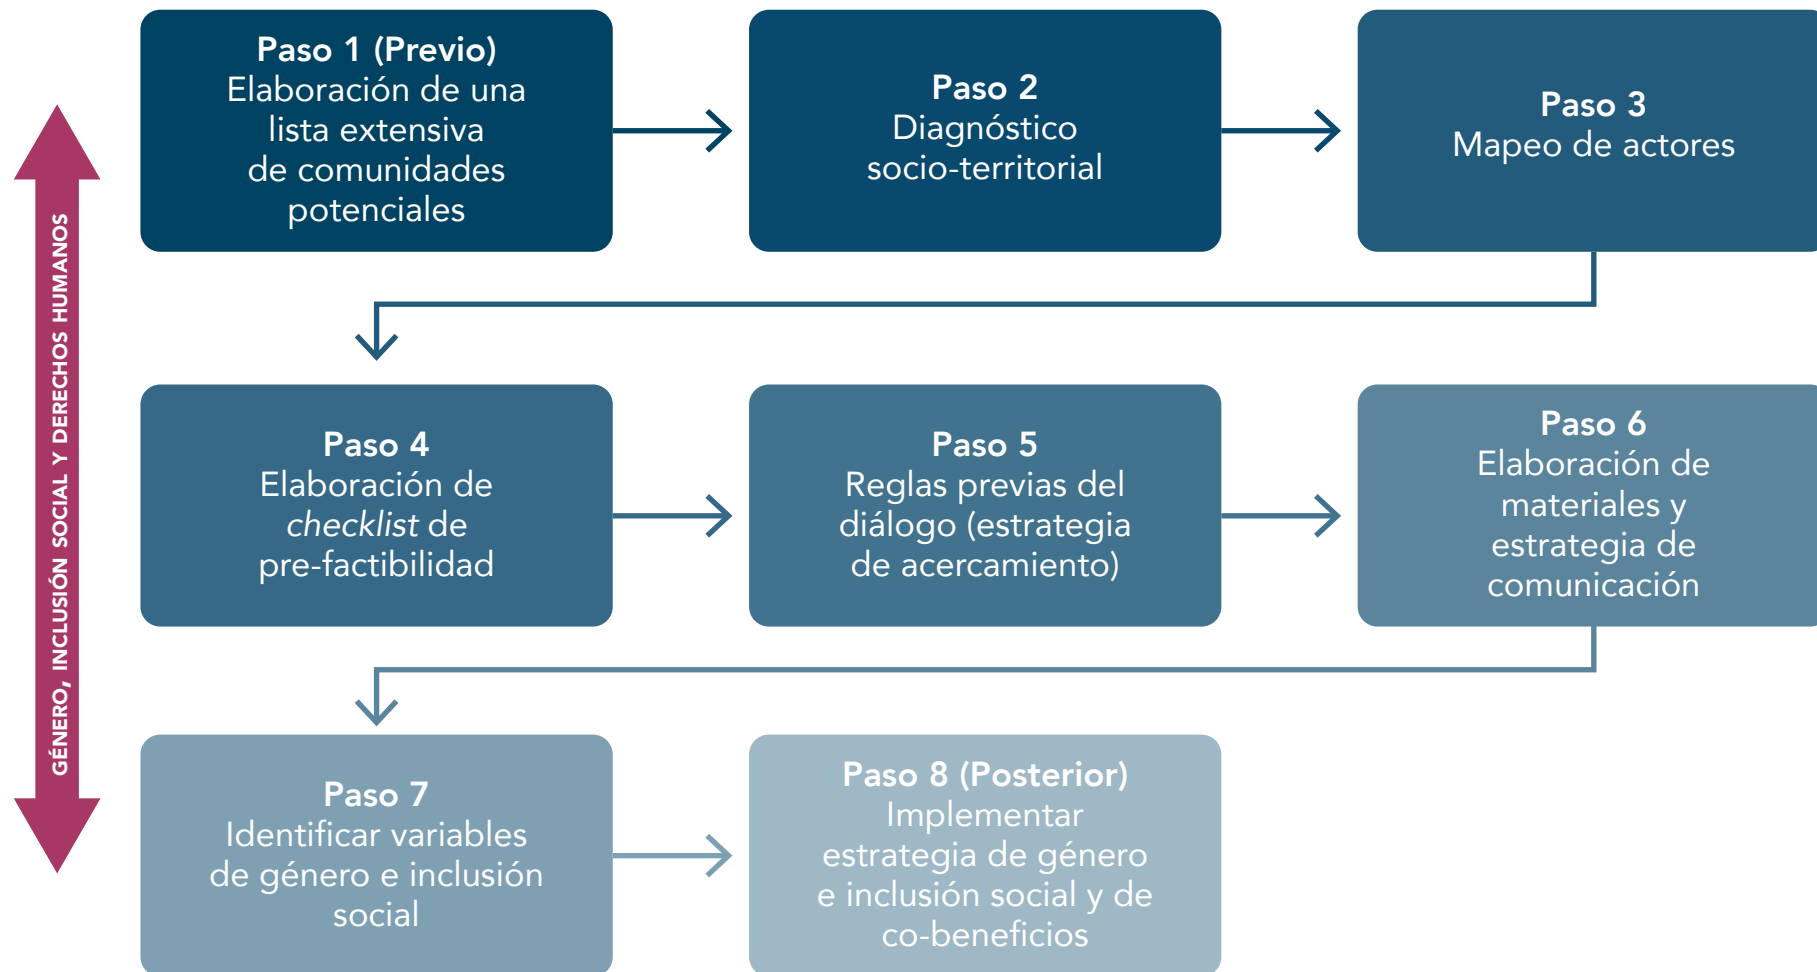 GÉNERO, INCLUSIÓN SOCIAL Y DERECHOS HUMANOS
Paso 1 (Previo)
Elaboración de una
lista extensiva
de comunidades
potenciales
Paso 2
Diagnóstico
socio-territorial
Paso 3
Mapeo de actores
Paso 4
Elaboración de
checklist de
pre-factibilidad
Paso 5
Reglas previas del
diálogo (estrategia
de acercamiento)
Paso 6
Elaboración de
materiales y
estrategia de
comunicación
Paso 7
Identificar variables
de género e inclusión
social
Paso 8 (Posterior)
Implementar
estrategia de género
e inclusión social y de
co-beneficios